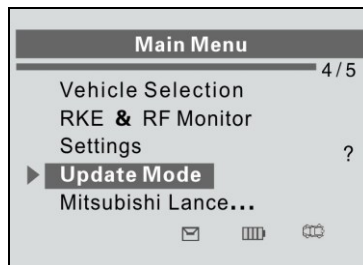 Main Menu
4/5
Vehicle Selection
RKE & RF Monitor
Settings
?
Update Mode
Mitsubishi Lance...